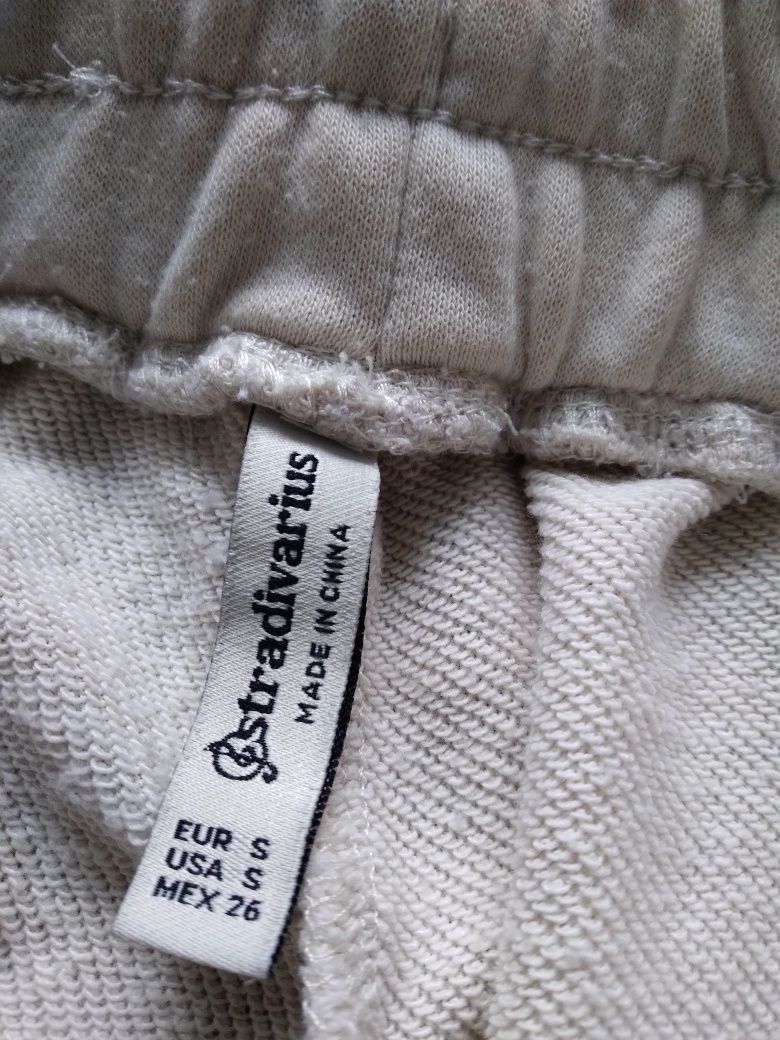 stradivarius
MADE IN CHINA
EUR S
USA S
MEX 26